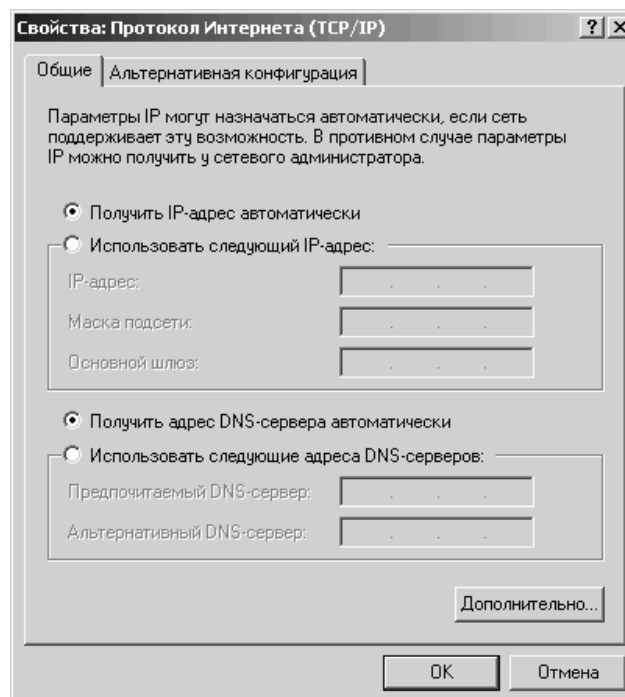 Свойства: Протокол Интернета (TCP/IP)
Общие
Альтернативная конфигурация
Параметры IP могут назначаться автоматически, если сеть
поддерживает эту возможность. В противном случае параметры
IP можно получить у сетевого администратора.
Получить IP-адрес автоматически
Использовать следующий IP-адрес:
IP-адрес:
Маска подсети:
Основной шлюз:
Получить адрес DNS-сервера автоматически
Использовать следующие адреса DNS-серверов:
Предпочитаемый DNS-сервер:
Альтернативный DNS-сервер:
Дополнительно...
OK
Отмена